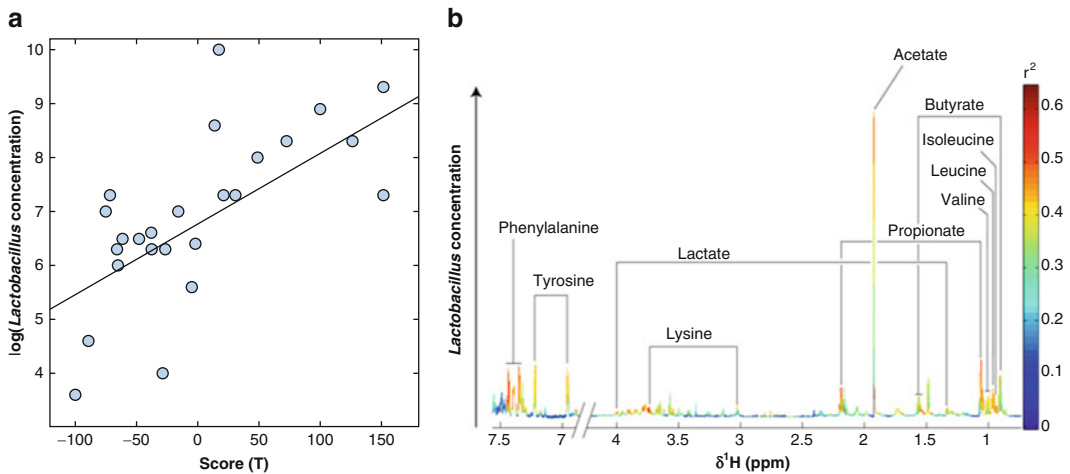 a
log(Lactobacillus concentration)
10
9
8
7
6
5
4
−100 −50 0 50 100 150
Score (T)
b
Lactobacillus concentration
Acetate
r²
Butyrate
Isoleucine
Leucine
Valine
Phenylalanine
Propionate
Lactate
Tyrosine
Lysine
0.6
0.5
0.4
0.3
0.2
0.1
0
7.5 7 4 3.5 3 2.5 2 1.5 1
δ¹H (ppm)